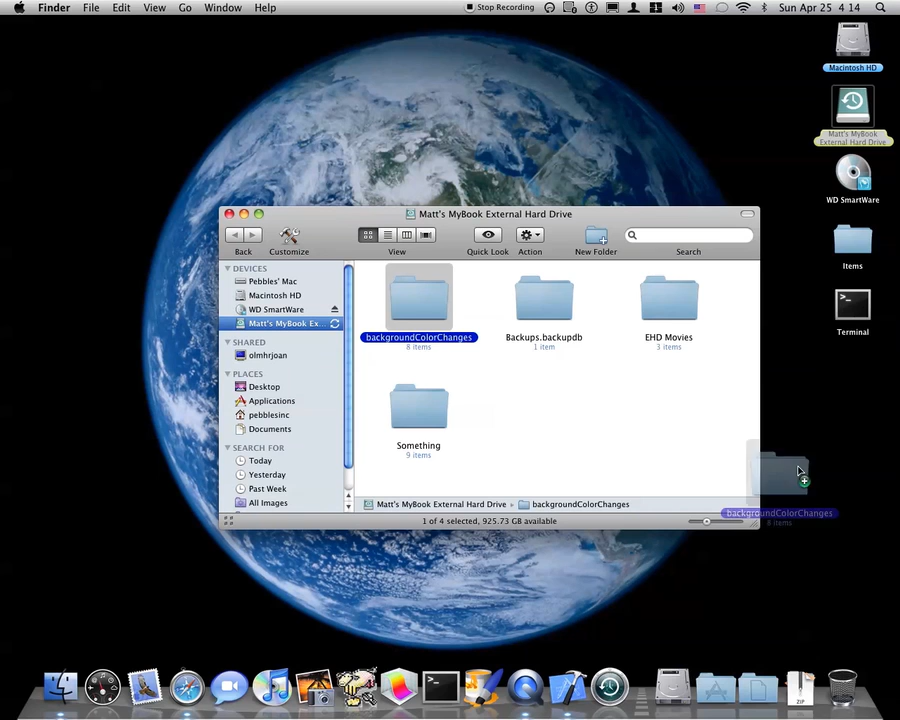 Finder File Edit View Go Window Help Stop Recording Sun Apr 25 4 14
Macintosh HD
Matt's MyBook
External Hard Drive
WD SmartWare
Items
Terminal
Matt's MyBook External Hard Drive
Back Customize View Quick Look Action New Folder Search
Search
DEVICES
Pebbles' Mac
Macintosh HD
WD SmartWare
Matt's MyBook Ex...
SHARED
olmhrjoan
PLACES
Desktop
Applications
pebblesinc
Documents
SEARCH FOR
Today
Yesterday
Past Week
All Images
backgroundColorChanges
8 items
Backups.backupdb
1 item
EHD Movies
3 items
Something
9 items
backgroundColorChanges
8 items
Matt's MyBook External Hard Drive backgroundColorChanges
1 of 4 selected, 925.73 GB available
ZIP